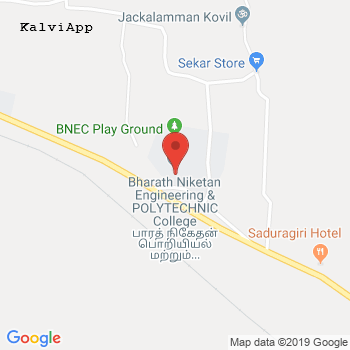 Jackalamman Kovil
KalviApp
Sekar Store
BNEC Play Ground
Bharath Niketan
Engineering &
POLYTECHNIC
College
பாரத் நிகேதன்
பொறியியல்
மற்றும்...
Saduragiri Hotel
Google
Map data ©2019 Google